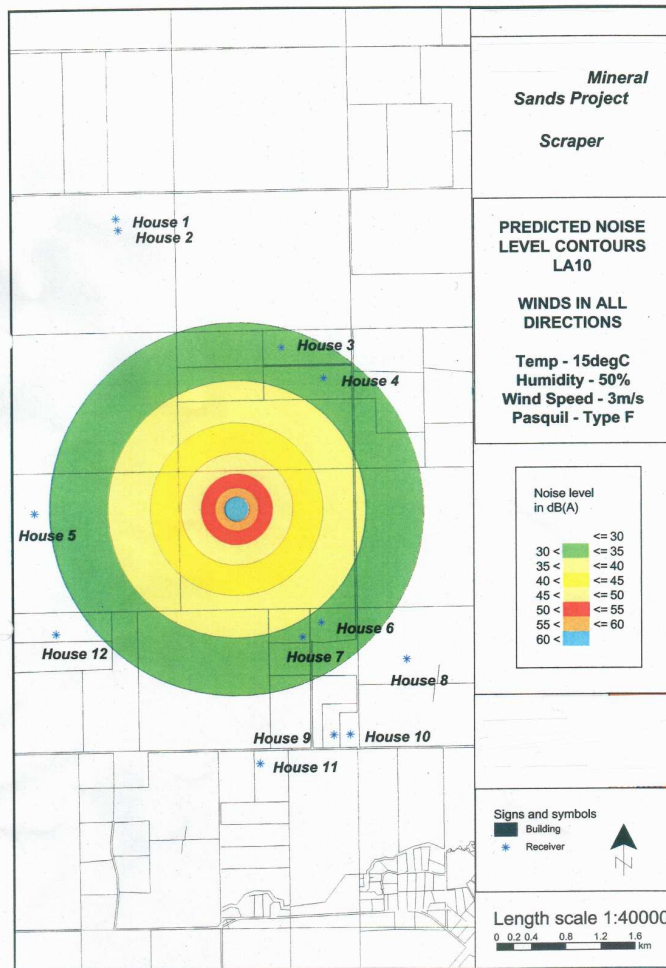 Mineral
Sands Project
Scraper
PREDICTED NOISE
LEVEL CONTOURS
LA10
WINDS IN ALL
DIRECTIONS
Temp - 15degC
Humidity - 50%
Wind Speed - 3m/s
Pasquil - Type F
House 1
House 2
House 3
House 4
House 5
House 6
House 7
House 8
House 9
House 10
House 11
House 12
Noise level
in dB(A)
<= 30
30 < <= 35
35 < <= 40
40 < <= 45
45 < <= 50
50 < <= 55
55 < <= 60
60 <
Signs and symbols
Building
Receiver
N
Length scale 1:40000
0 0.2 0.4 0.8 1.2 1.6
km